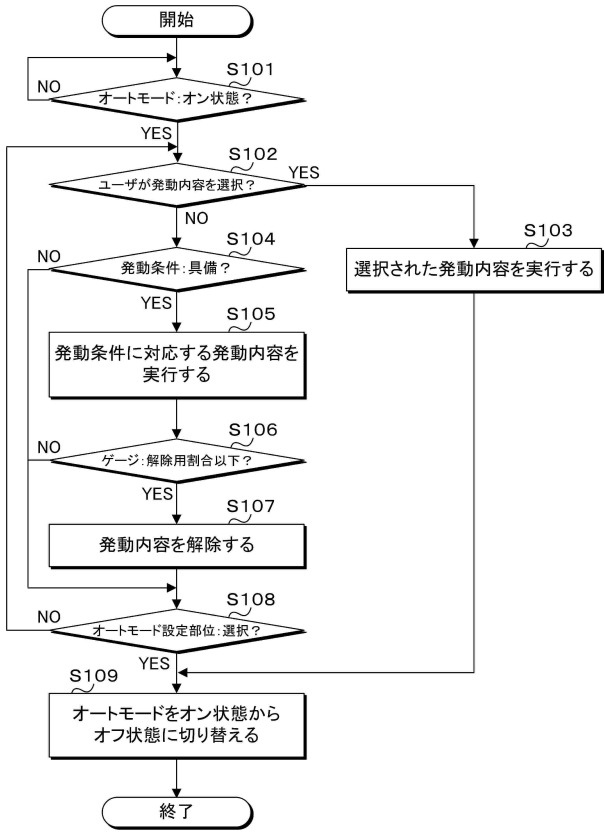 開始
S101
オートモード：オン状態？
NO
YES
S102
ユーザが発動内容を選択？
YES
NO
S103
選択された発動内容を実行する
S104
発動条件：具備？
NO
YES
S105
発動条件に対応する発動内容を
実行する
S106
ゲージ：解除用割合以下？
NO
YES
S107
発動内容を解除する
S108
オートモード設定部位：選択？
NO
YES
S109
オートモードをオン状態から
オフ状態に切り替える
終了